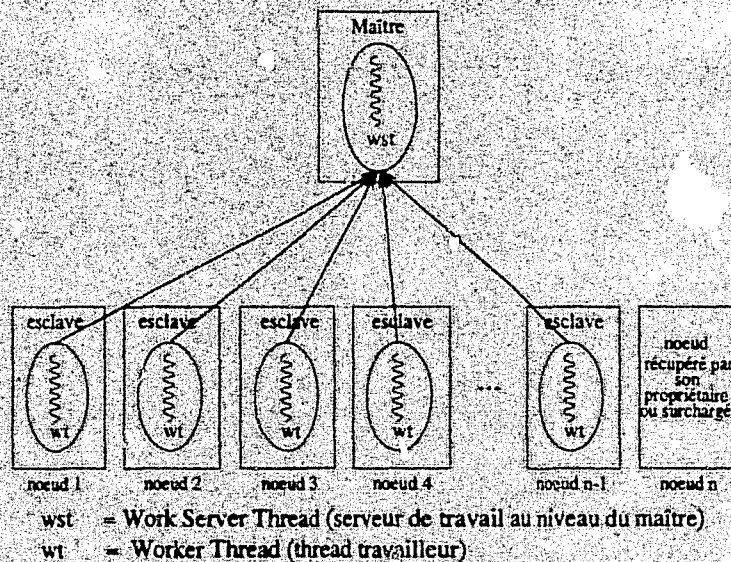 Maître
wst
esclave esclave esclave esclave esclave
noeud
récupéré par
son
propriétaire
ou surchargé
...
wt wt wt wt wt
noeud 1 noeud 2 noeud 3 noeud 4 noeud n-1 noeud n
wst = Work Server Thread (serveur de travail au niveau du maître)
wt = Worker Thread (thread travailleur)